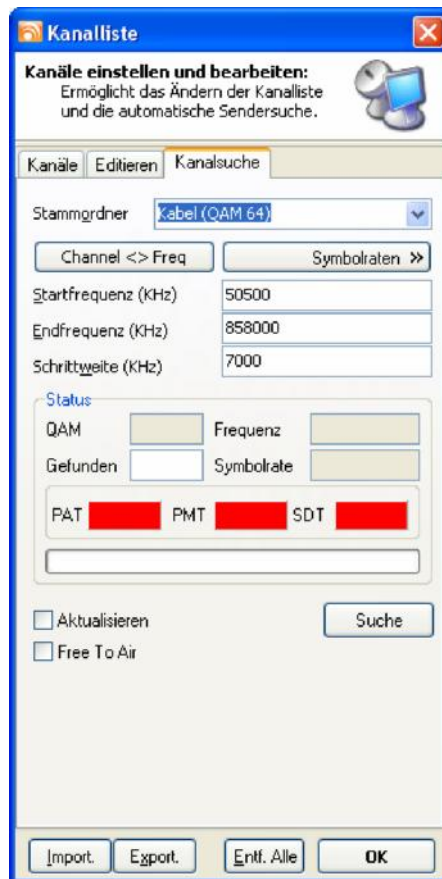 Kanalliste
Kanäle einstellen und bearbeiten:
Ermöglicht das Ändern der Kanalliste
und die automatische Sendersuche.
Kanäle Editieren Kanalsuche
Stammordner Kabel (QAM 64)
Channel <> Freq Symbolraten »
Startfrequenz (KHz) 50500
Endfrequenz (KHz) 858000
Schrittweite (KHz) 7000
Status
QAM Frequenz
Gefunden Symbolrate
PAT PMT SDT
Aktualisieren Suche
Free To Air
Import. Export. Entf. Alle OK